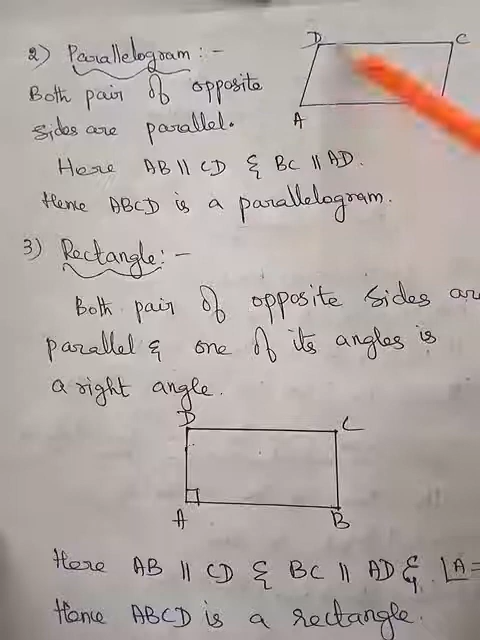 2) Parallelogram :-
Both pair of opposite
sides are parallel.
D C
A
Here AB || CD & BC || AD.
Hence ABCD is a parallelogram.
3) Rectangle :-
Both pair of opposite sides are
parallel & one of its angles is
a right angle.
D C
A B
Here AB || CD & BC || AD & ∠A =
Hence ABCD is a rectangle.